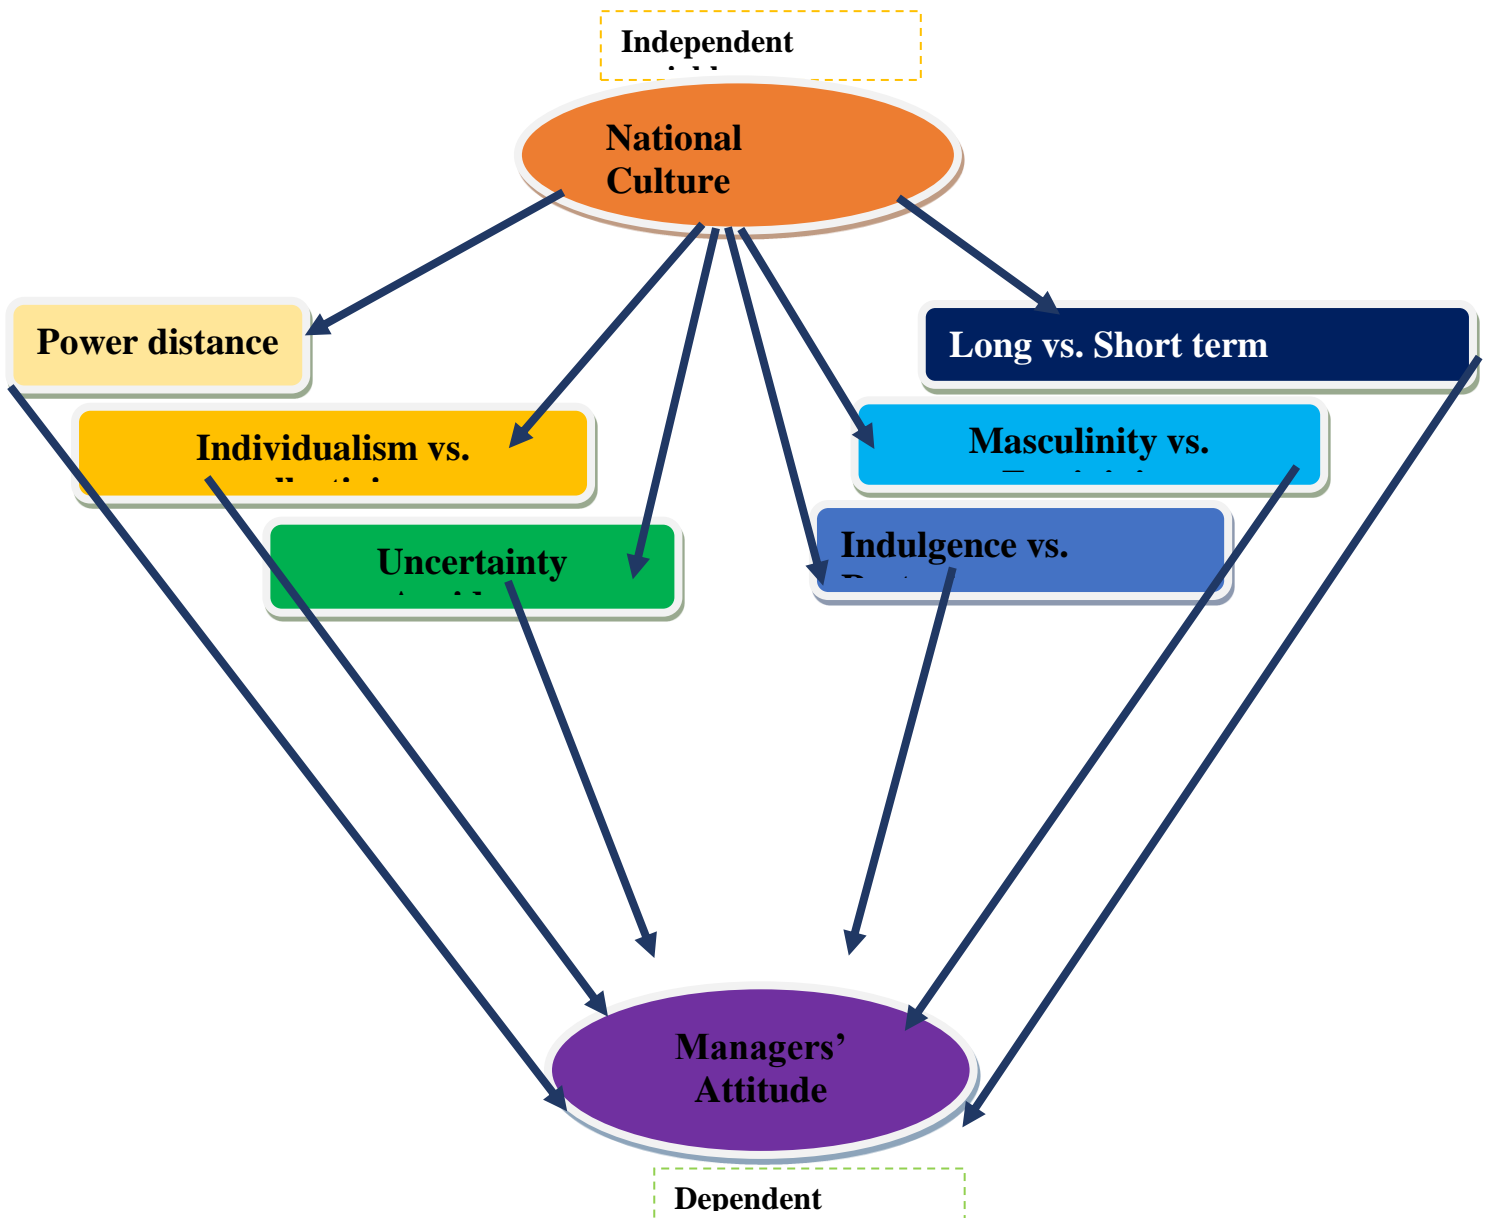 Independent
National
Culture
Power distance
Long vs. Short term
Individualism vs.
Masculinity vs.
Uncertainty
Indulgence vs.
Managers’
Attitude
Dependent